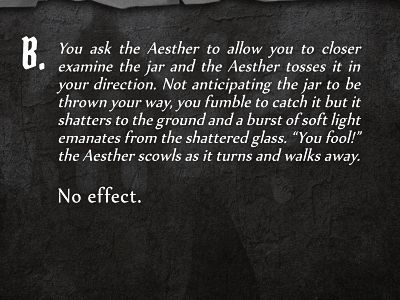 B. You ask the Aesther to allow you to closer
examine the jar and the Aesther tosses it in
your direction. Not anticipating the jar to be
thrown your way, you fumble to catch it but it
shatters to the ground and a burst of soft light
emanates from the shattered glass. “You fool!”
the Aesther scowls as it turns and walks away.
No effect.